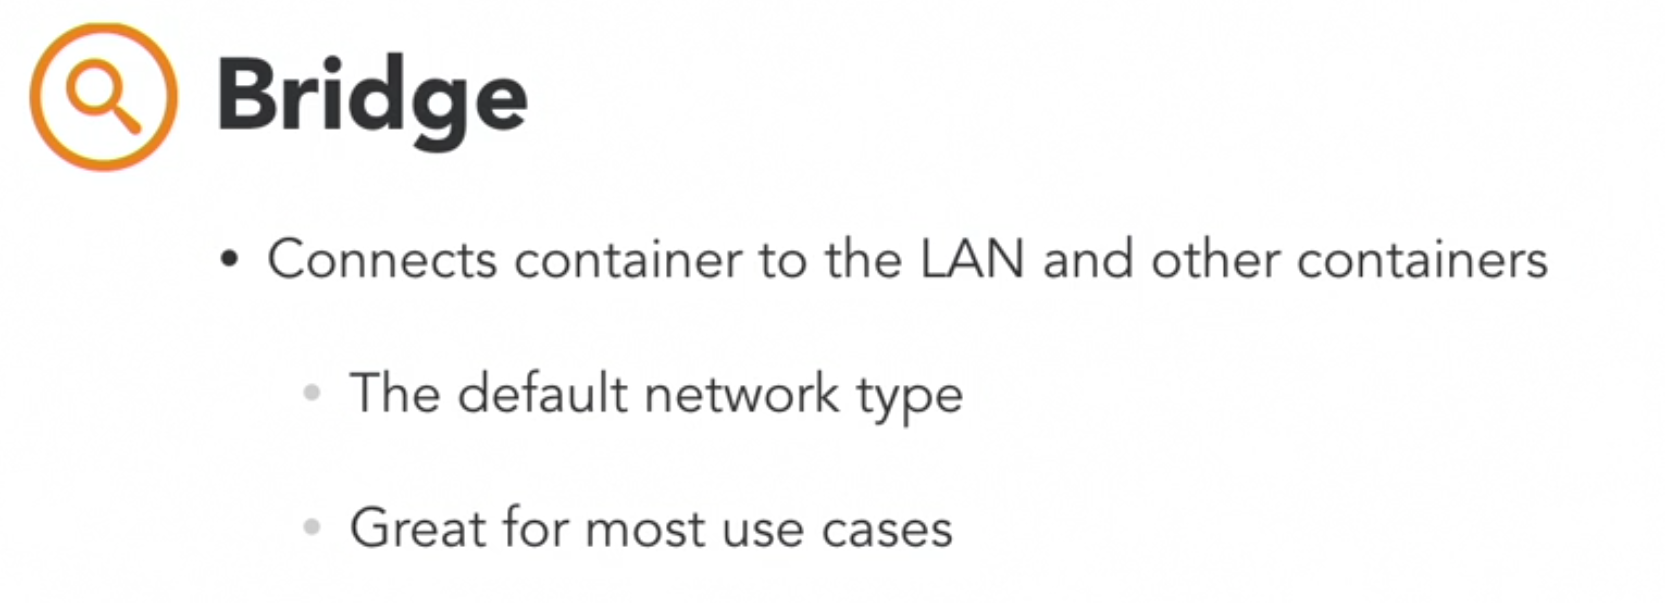 Bridge
• Connects container to the LAN and other containers
• The default network type
• Great for most use cases